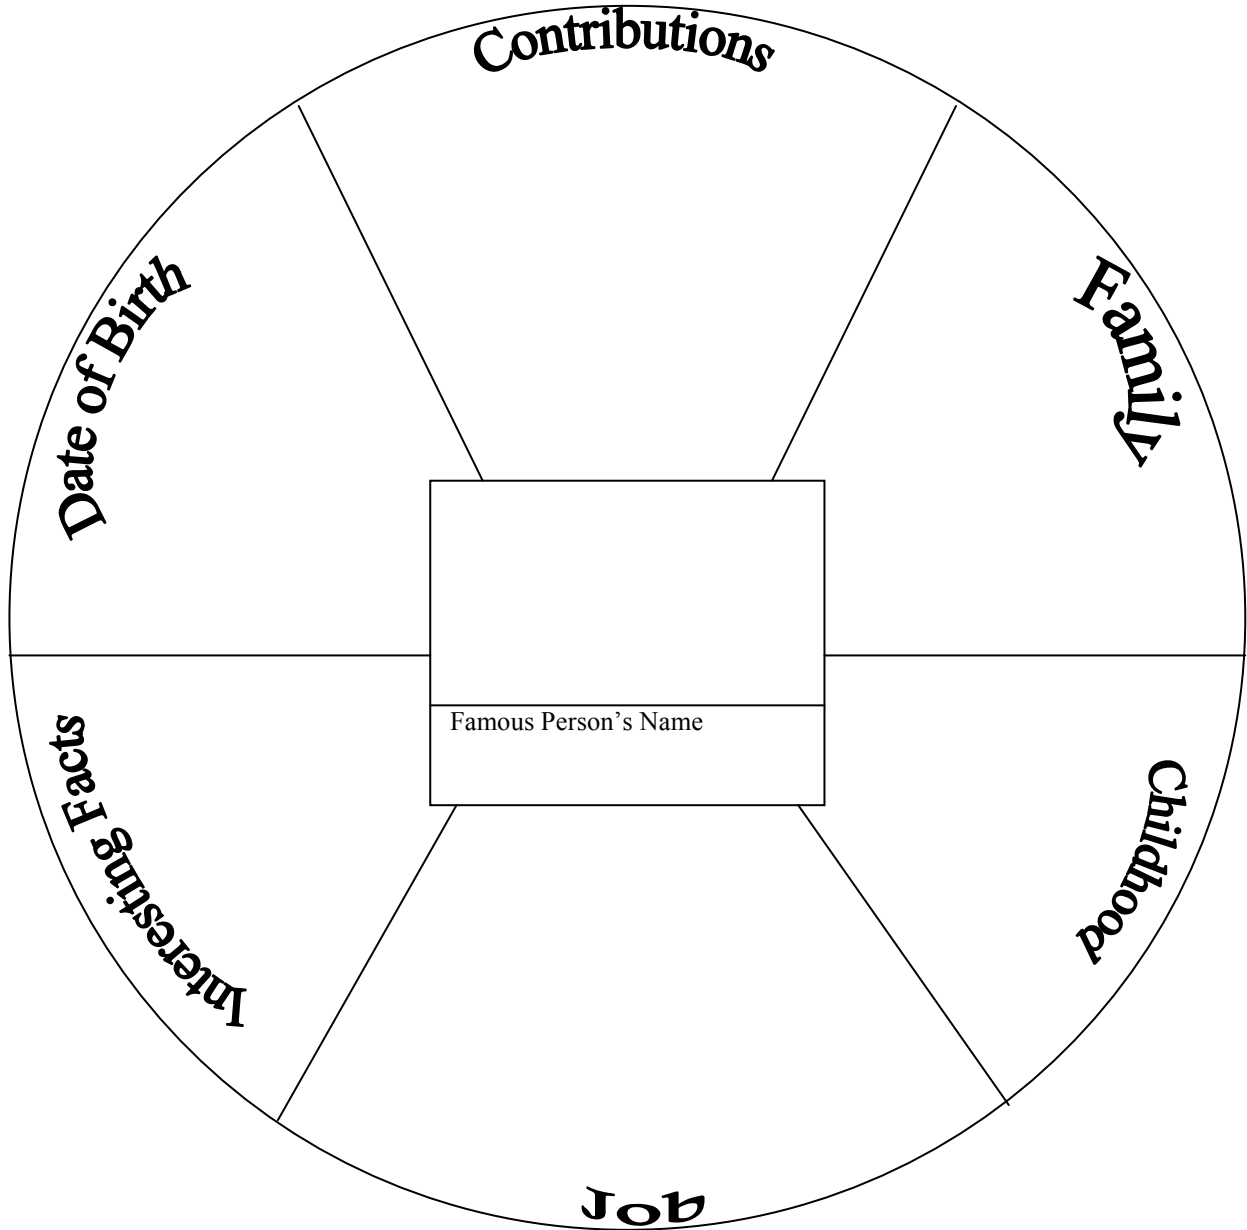 Contributions
Family
Childhood
Job
Interesting Facts
Date of Birth
Famous Person’s Name